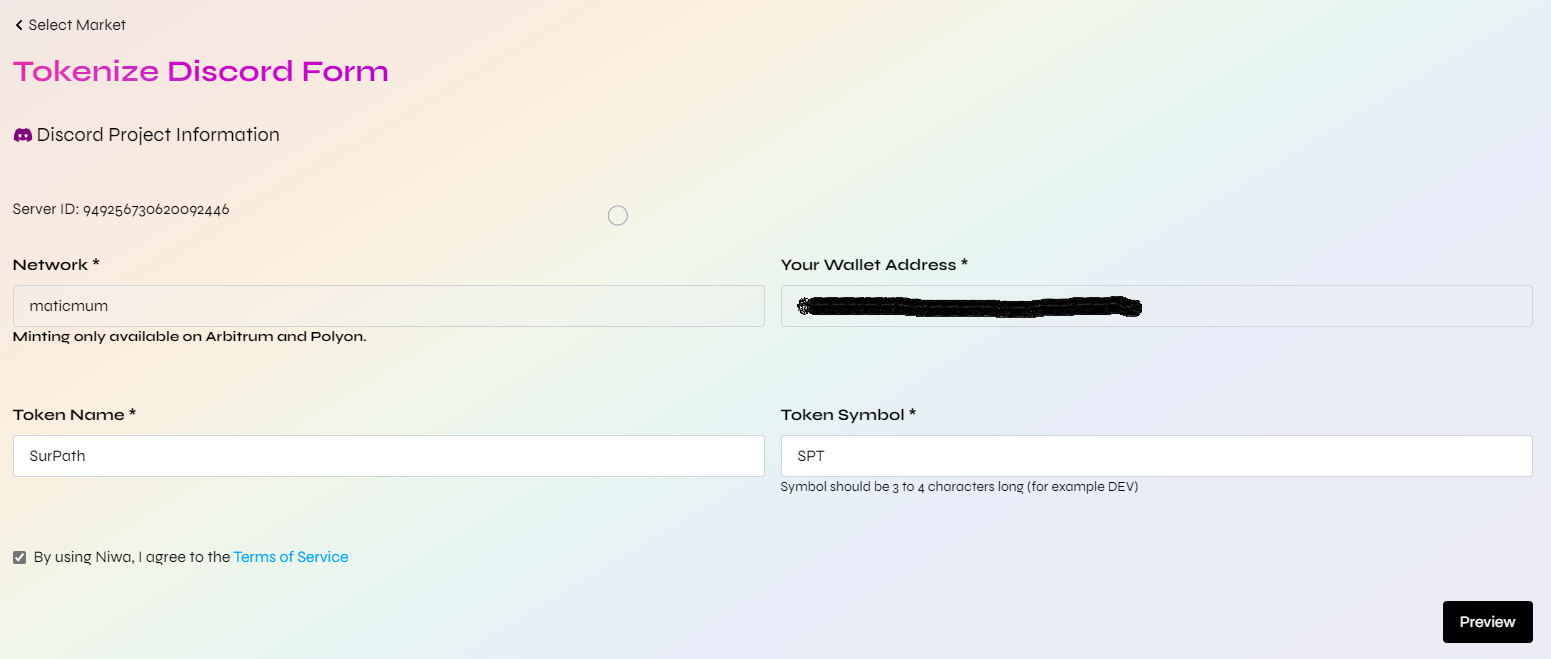 Select Market
Tokenize Discord Form
Discord Project Information
Server ID: 949256730620092446
Network *
Your Wallet Address *
maticmum
Minting only available on Arbitrum and Polyon.
Token Name *
Token Symbol *
SurPath
SPT
Symbol should be 3 to 4 characters long (for example DEV)
By using Niwa, I agree to the Terms of Service
Preview